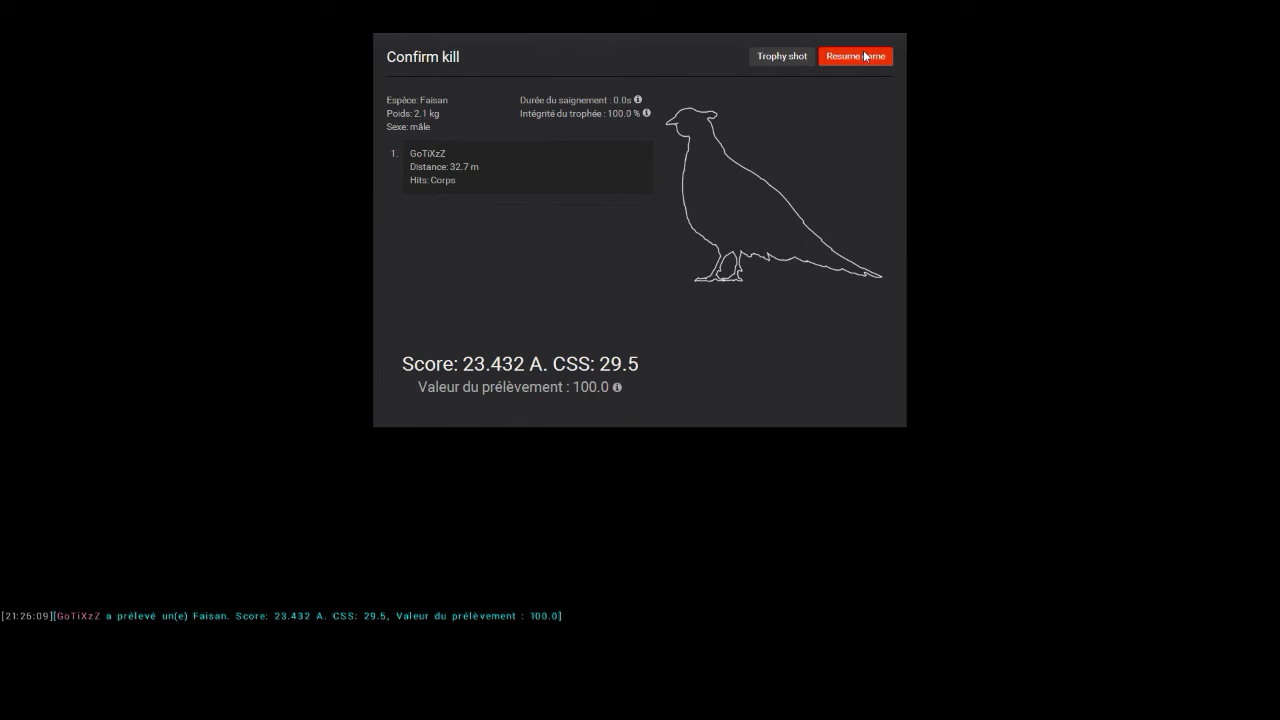 Confirm kill
Trophy shot
Resume game
Espèce: Faisan
Poids: 2.1 kg
Sexe: mâle
Durée du saignement : 0.0s
Intégrité du trophée : 100.0 %
1. GoTiXzZ
Distance: 32.7 m
Hits: Corps
Score: 23.432 A. CSS: 29.5
Valeur du prélèvement : 100.0
[21:26:09][GoTiXzZ a prélevé un(e) Faisan. Score: 23.432 A. CSS: 29.5, Valeur du prélèvement : 100.0]